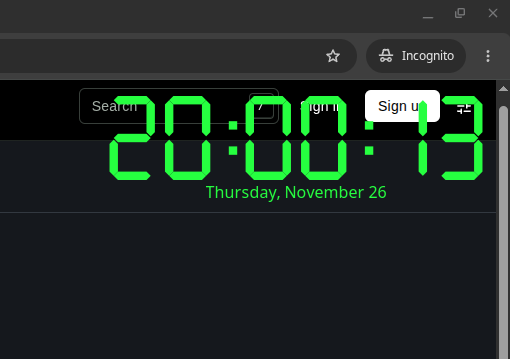 Incognito
Search
/
Sign in
Sign up
20:00:13
Thursday, November 26